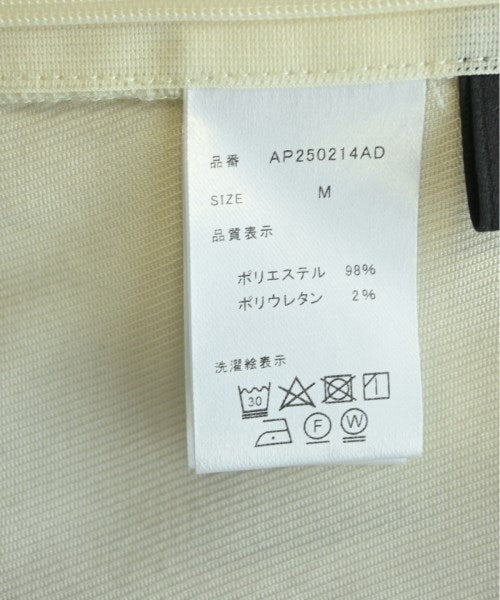 品番 AP250214AD
SIZE M
品質表示
ポリエステル 98%
ポリウレタン 2%
洗濯絵表示
30
F W